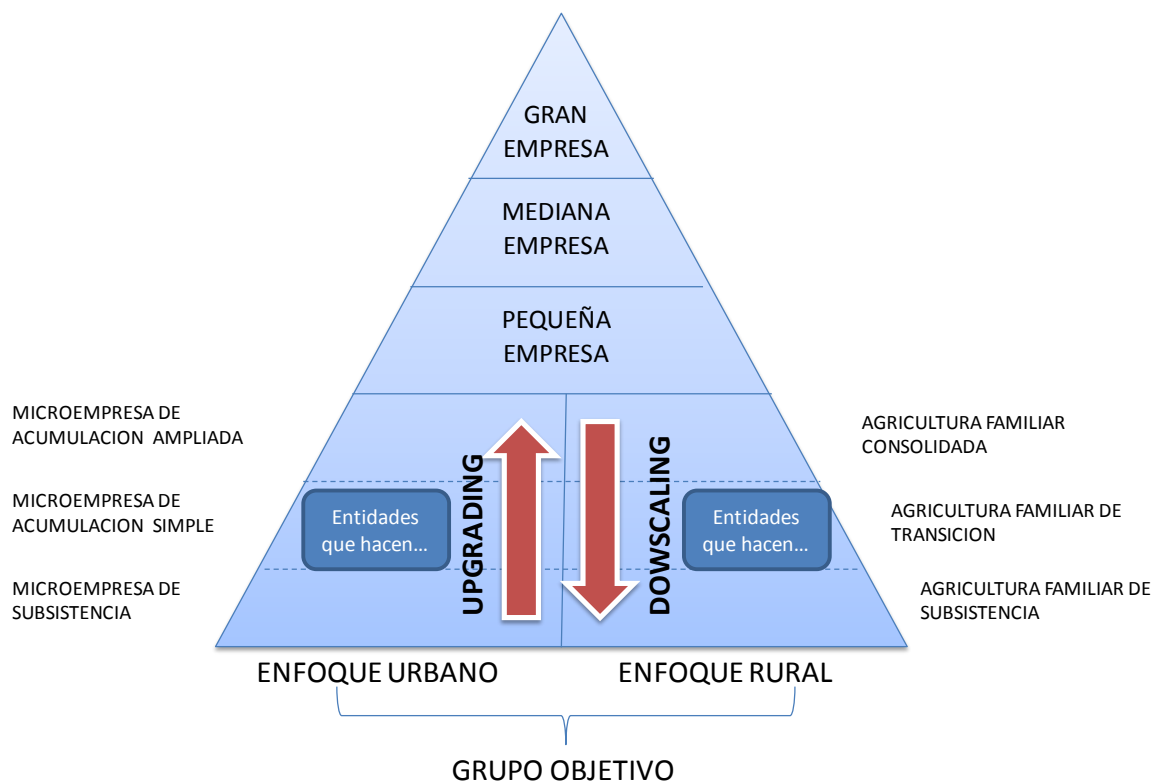 GRAN
EMPRESA
MEDIANA
EMPRESA
PEQUEÑA
EMPRESA
MICROEMPRESA DE
ACUMULACION AMPLIADA
AGRICULTURA FAMILIAR
CONSOLIDADA
MICROEMPRESA DE
ACUMULACION SIMPLE
Entidades
que hacen...
UPGRADING
DOWSCALING
Entidades
que hacen...
AGRICULTURA FAMILIAR DE
TRANSICION
MICROEMPRESA DE
SUBSISTENCIA
AGRICULTURA FAMILIAR DE
SUBSISTENCIA
ENFOQUE URBANO
ENFOQUE RURAL
GRUPO OBJETIVO